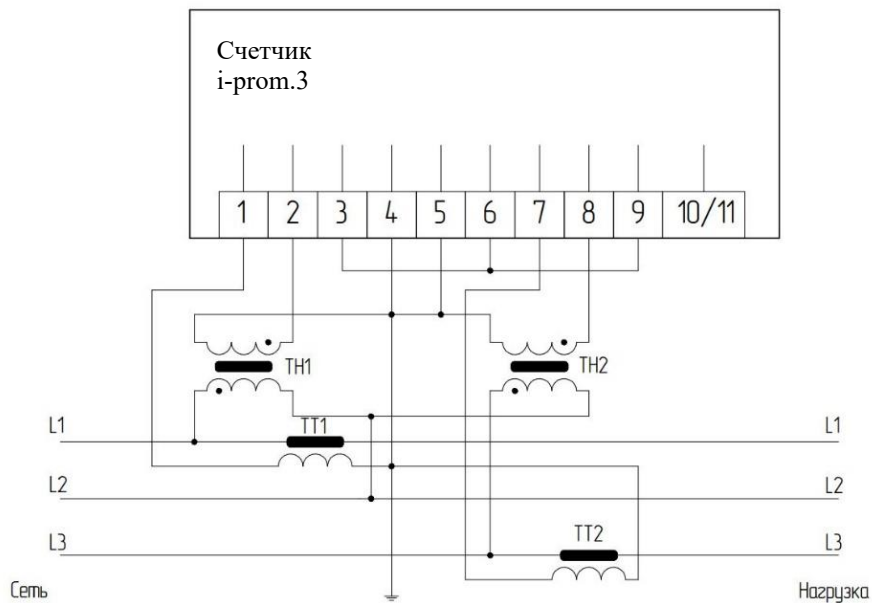 Счетчик
i-prom.3
1 2 3 4 5 6 7 8 9 10/11
ТН1 ТН2
L1 ТТ1 L1
L2 L2
L3 ТТ2 L3
Сеть Нагрузка